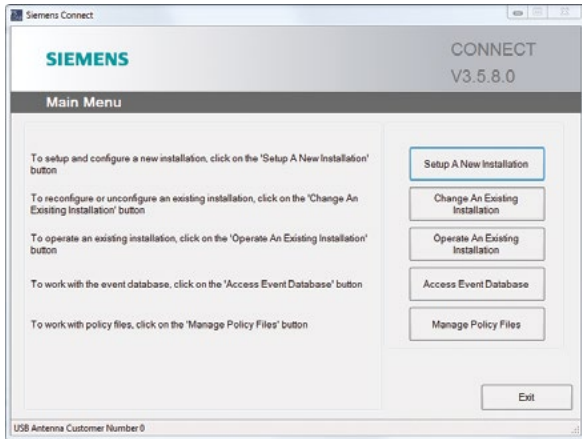 Siemens Connect
SIEMENS
CONNECT
V3.5.8.0
Main Menu
To setup and configure a new installation, click on the 'Setup A New Installation'
button
Setup A New Installation
To reconfigure or unconfigure an existing installation, click on the 'Change An
Exisiting Installation' button
Change An Existing
Installation
To operate an existing installation, click on the 'Operate An Existing Installation'
button
Operate An Existing
Installation
To work with the event database, click on the 'Access Event Database' button
Access Event Database
To work with policy files, click on the 'Manage Policy Files' button
Manage Policy Files
Exit
USB Antenna Customer Number 0